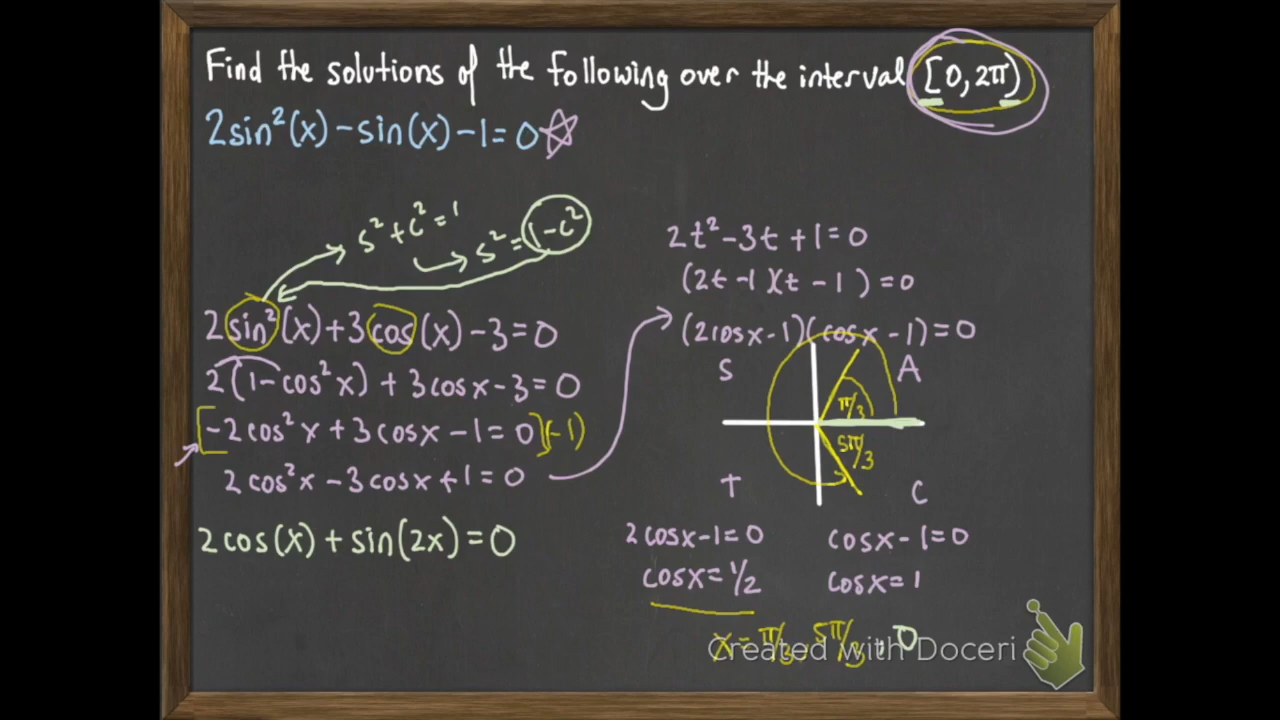 Find the solutions of the following over the interval [0, 2π)
2sin²(x) - sin(x) - 1 = 0
s² + c² = 1
s² = 1 - c²
2sin²(x) + 3cos(x) - 3 = 0
2(1 - cos²x) + 3cosx - 3 = 0
[-2cos²x + 3cosx - 1 = 0](-1)
2cos²x - 3cosx + 1 = 0
2cos(x) + sin(2x) = 0
2t² - 3t + 1 = 0
(2t - 1)(t - 1) = 0
(2cosx - 1)(cosx - 1) = 0
S A
π/3
5π/3
T C
2cosx - 1 = 0 cosx - 1 = 0
cosx = 1/2 cosx = 1
x = π/3, 5π/3, 0
Created with Doceri